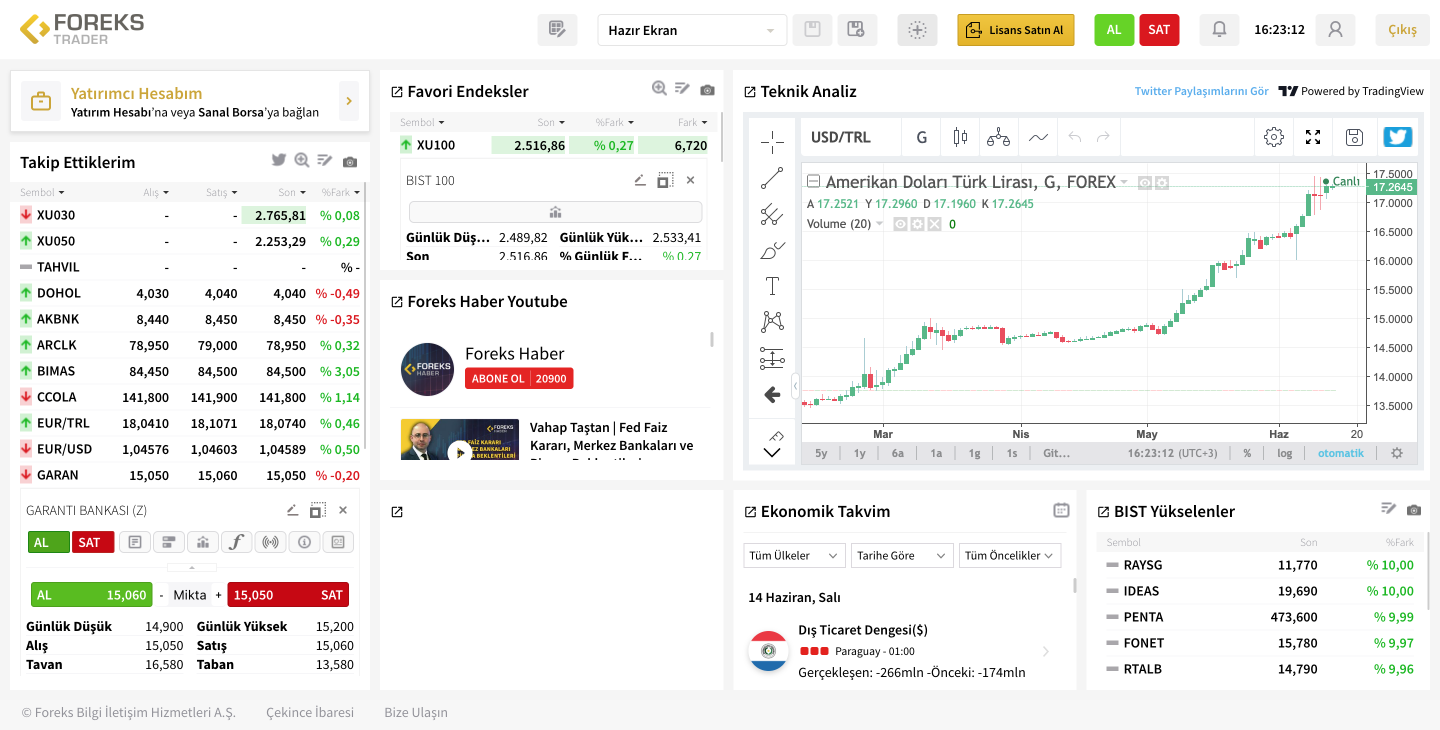 FOREKS
TRADER
Hazır Ekran
Lisans Satın Al
AL
SAT
16:23:12
Çıkış
Yatırımcı Hesabım
Yatırım Hesabı'na veya Sanal Borsa'ya bağlan
Takip Ettiklerim
Sembol Alış Satış Son %Fark
XU030 - - 2.765,81 % 0,08
XU050 - - 2.253,29 % 0,29
TAHVIL - - - % -
DOHOL 4,030 4,040 4,040 % -0,49
AKBNK 8,440 8,450 8,450 % -0,35
ARCLK 78,950 79,000 78,950 % 0,32
BIMAS 84,450 84,500 84,500 % 3,05
CCOLA 141,800 141,900 141,800 % 1,14
EUR/TRL 18,0410 18,1071 18,0740 % 0,46
EUR/USD 1,04576 1,04603 1,04589 % 0,50
GARAN 15,050 15,060 15,050 % -0,20
GARANTI BANKASI (Z)
AL SAT
AL 15,060 - Mikta + 15,050 SAT
Günlük Düşük 14,900 Günlük Yüksek 15,200
Alış 15,050 Satış 15,060
Tavan 16,580 Taban 13,580
Favori Endeksler
Sembol Son %Fark Fark
XU100 2.516,86 % 0,27 6,720
BIST 100
Günlük Düş... 2.489,82 Günlük Yük... 2.533,41
Son 2.516,86 % Günlük F... % 0,27
Foreks Haber Youtube
FOREKS
HABER
Foreks Haber
ABONE OL 20900
Vahap Taştan | Fed Faiz
Kararı, Merkez Bankaları ve
Teknik Analiz
Twitter Paylaşımlarını Gör
Powered by TradingView
USD/TRL G
Amerikan Doları Türk Lirası, G, FOREX
Canlı
A 17.2521 Y 17.2960 D 17.1960 K 17.2645
Volume (20) 0
17.5000
17.2645
17.0000
16.5000
16.0000
15.5000
15.0000
14.5000
14.0000
13.5000
Mar Nis May Haz 20
5y 1y 6a 1a 1g 1s Git... 16:23:12 (UTC+3) % log otomatik
Ekonomik Takvim
Tüm Ülkeler Tarihe Göre Tüm Öncelikler
14 Haziran, Salı
Dış Ticaret Dengesi($)
Paraguay - 01:00
Gerçekleşen: -266mln -Önceki: -174mln
BIST Yükselenler
Sembol Son %Fark
RAYSG 11,770 % 10,00
IDEAS 19,690 % 10,00
PENTA 473,600 % 9,99
FONET 15,780 % 9,97
RTALB 14,790 % 9,96
© Foreks Bilgi İletişim Hizmetleri A.Ş. Çekince İbaresi Bize Ulaşın